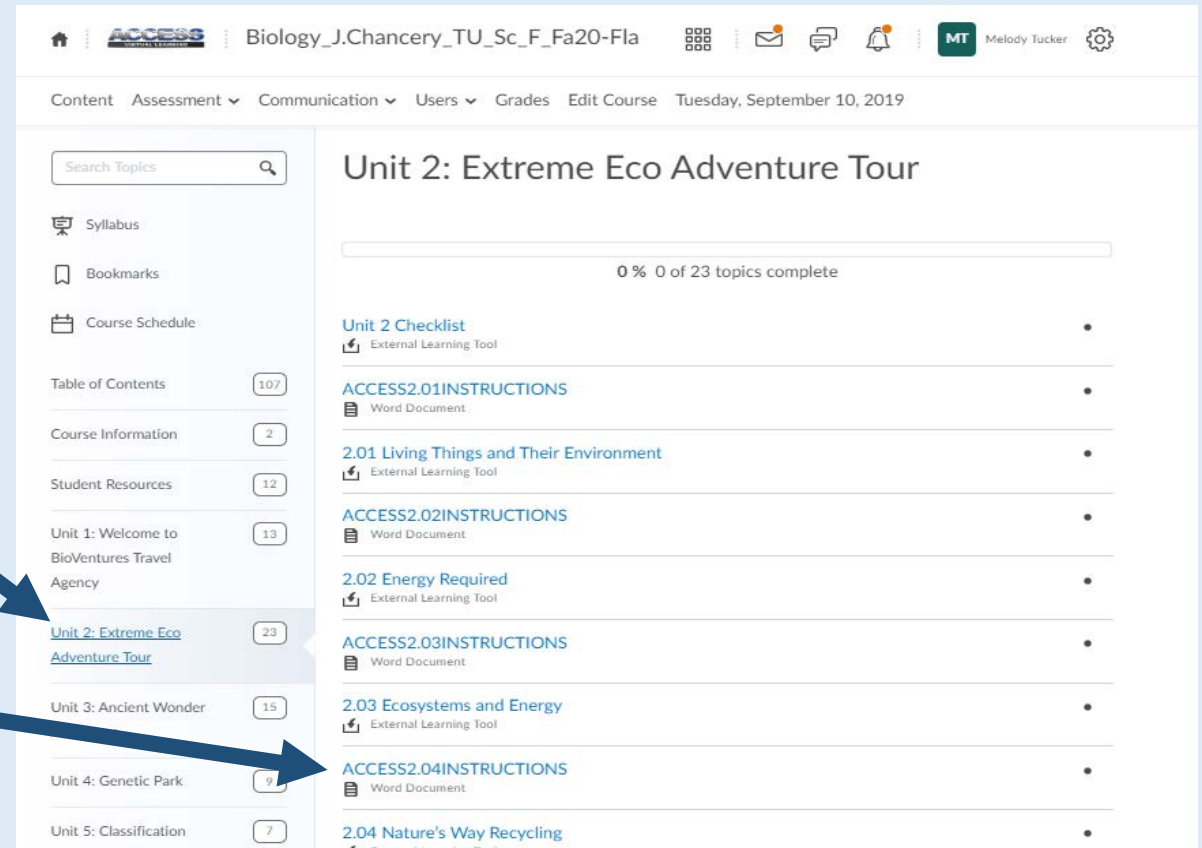 ACCESS
VIRTUAL LEARNING
Biology_J.Chancery_TU_Sc_F_Fa20-Fla
MT
Melody Tucker
Content Assessment Communication Users Grades Edit Course Tuesday, September 10, 2019
Search Topics
Syllabus
Bookmarks
Course Schedule
Table of Contents 107
Course Information 2
Student Resources 12
Unit 1: Welcome to 13
BioVentures Travel
Agency
Unit 2: Extreme Eco 23
Adventure Tour
Unit 3: Ancient Wonder 15
Unit 4: Genetic Park 9
Unit 5: Classification 7
Unit 2: Extreme Eco Adventure Tour
0 % 0 of 23 topics complete
Unit 2 Checklist
External Learning Tool
ACCESS2.01INSTRUCTIONS
Word Document
2.01 Living Things and Their Environment
External Learning Tool
ACCESS2.02INSTRUCTIONS
Word Document
2.02 Energy Required
External Learning Tool
ACCESS2.03INSTRUCTIONS
Word Document
2.03 Ecosystems and Energy
External Learning Tool
ACCESS2.04INSTRUCTIONS
Word Document
2.04 Nature's Way Recycling